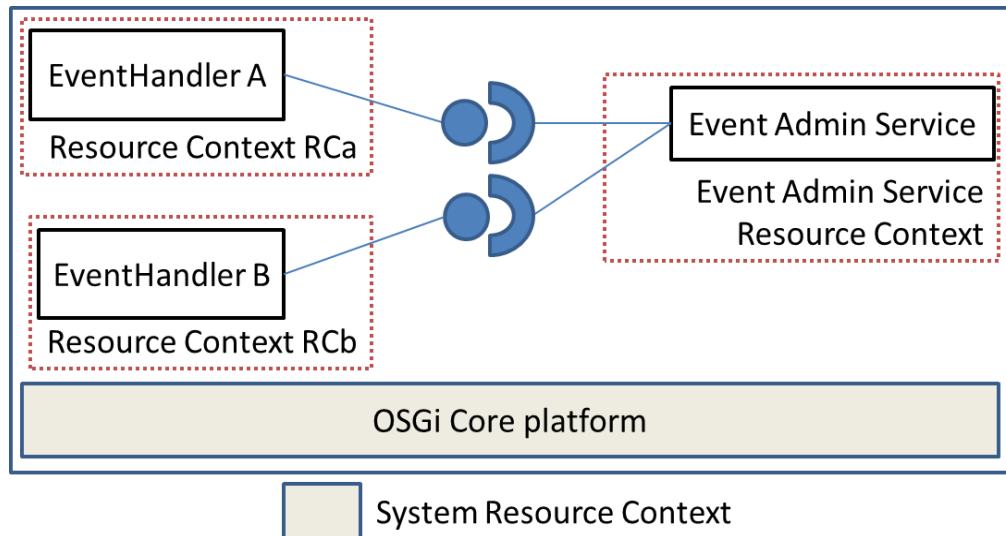 EventHandler A
Resource Context RCa
Event Admin Service
Event Admin Service
Resource Context
EventHandler B
Resource Context RCb
OSGi Core platform
System Resource Context